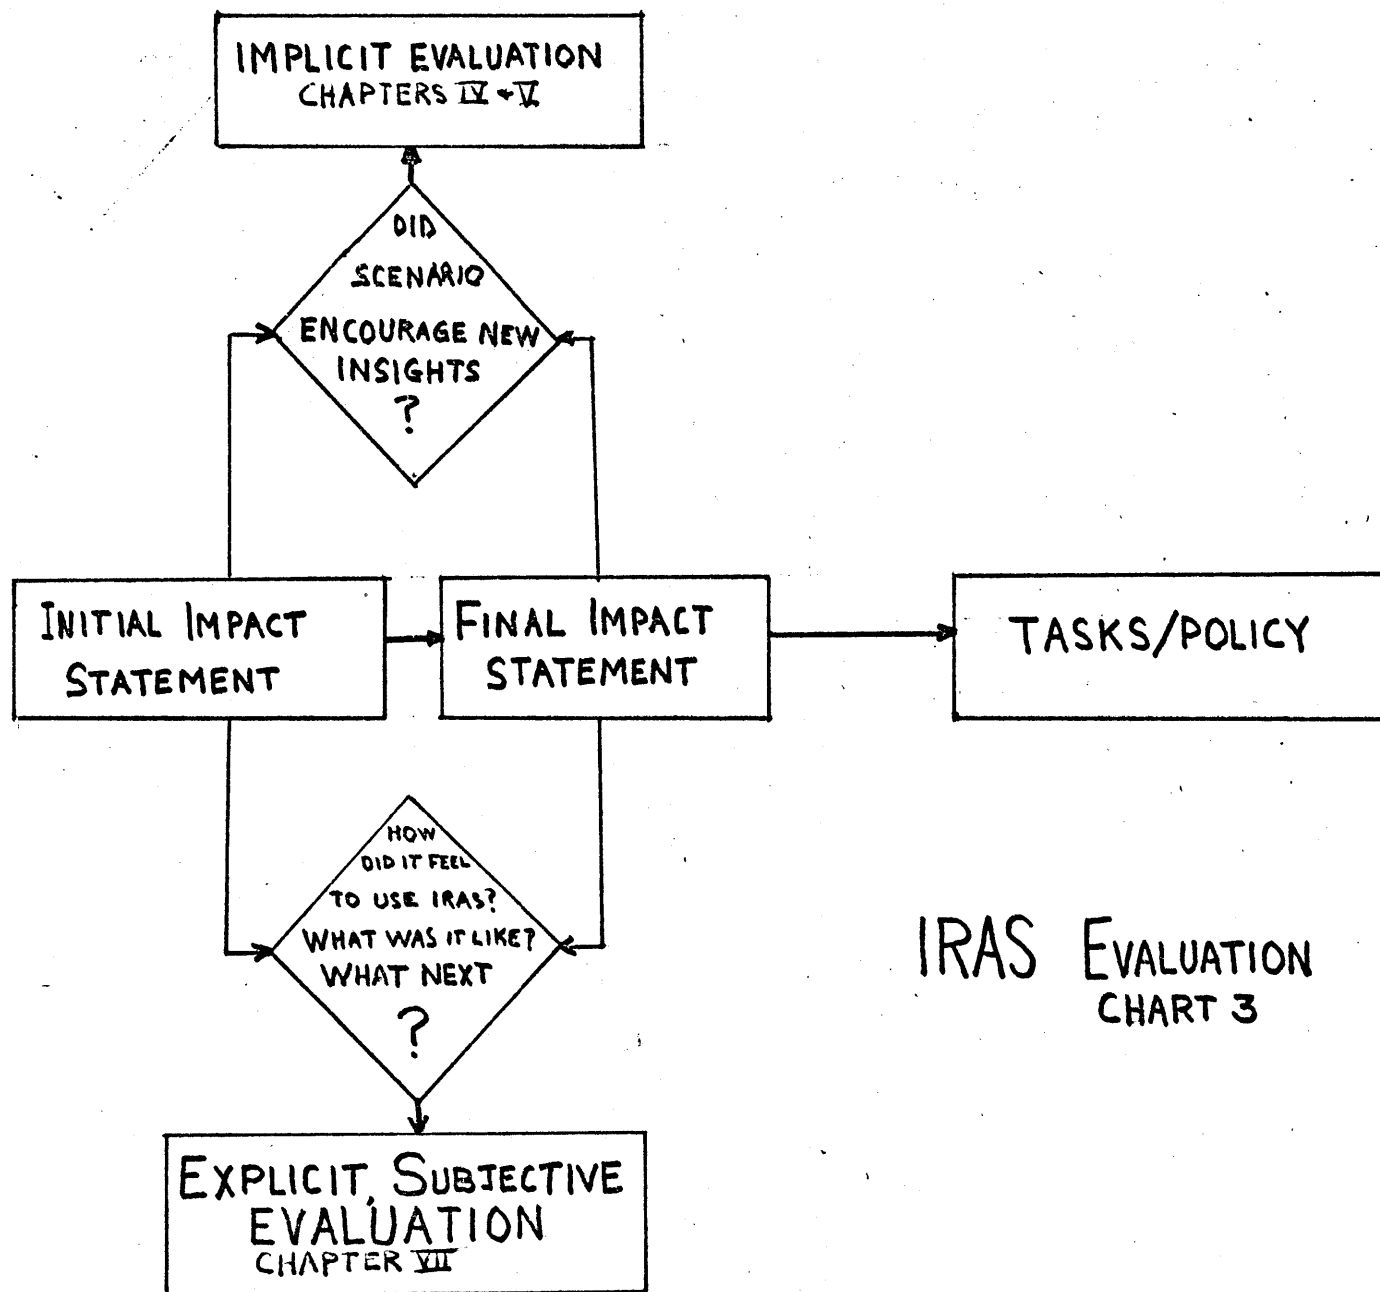 IMPLICIT EVALUATION
CHAPTERS IV + V
DID
SCENARIO
ENCOURAGE NEW
INSIGHTS
?
INITIAL IMPACT
STATEMENT
FINAL IMPACT
STATEMENT
TASKS/POLICY
HOW
DID IT FEEL
TO USE IRAS?
WHAT WAS IT LIKE?
WHAT NEXT
?
IRAS EVALUATION
CHART 3
EXPLICIT, SUBJECTIVE
EVALUATION
CHAPTER VII